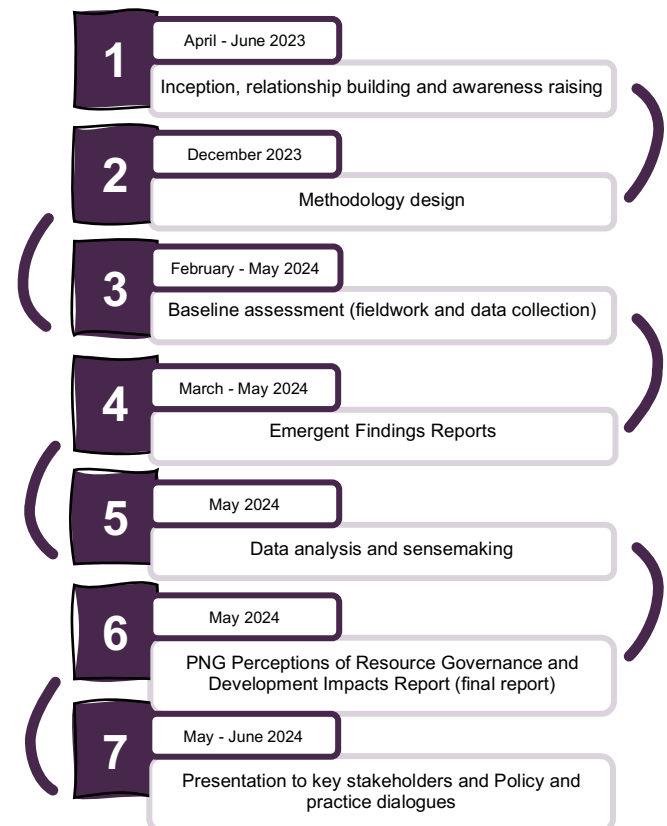 1
April - June 2023
Inception, relationship building and awareness raising
2
December 2023
Methodology design
3
February - May 2024
Baseline assessment (fieldwork and data collection)
4
March - May 2024
Emergent Findings Reports
5
May 2024
Data analysis and sensemaking
6
May 2024
PNG Perceptions of Resource Governance and
Development Impacts Report (final report)
7
May - June 2024
Presentation to key stakeholders and Policy and
practice dialogues